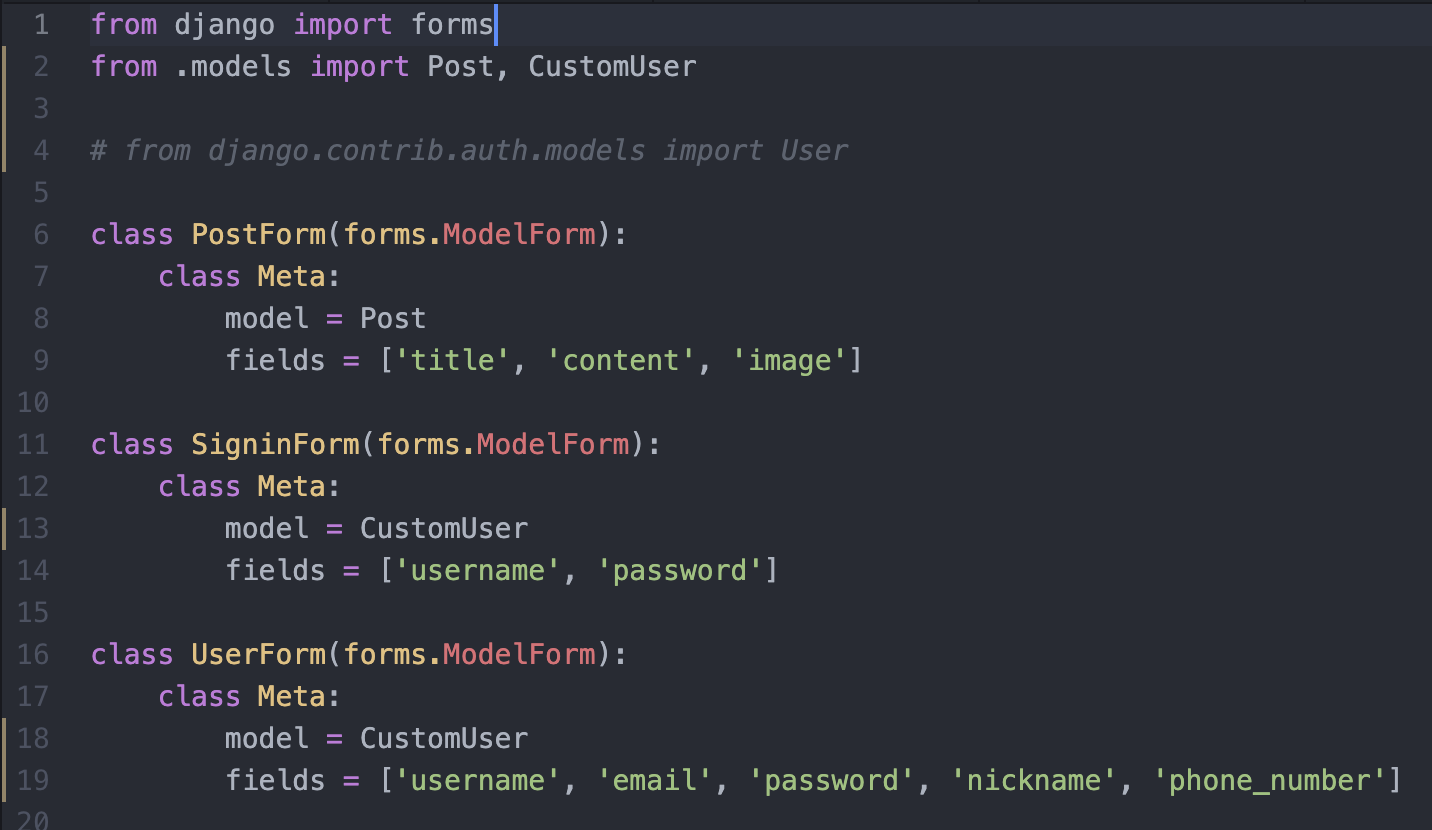 1 from django import forms
2 from .models import Post, CustomUser
3
4 # from django.contrib.auth.models import User
5
6 class PostForm(forms.ModelForm):
7     class Meta:
8         model = Post
9         fields = ['title', 'content', 'image']
10
11 class SigninForm(forms.ModelForm):
12     class Meta:
13         model = CustomUser
14         fields = ['username', 'password']
15
16 class UserForm(forms.ModelForm):
17     class Meta:
18         model = CustomUser
19         fields = ['username', 'email', 'password', 'nickname', 'phone_number']
20